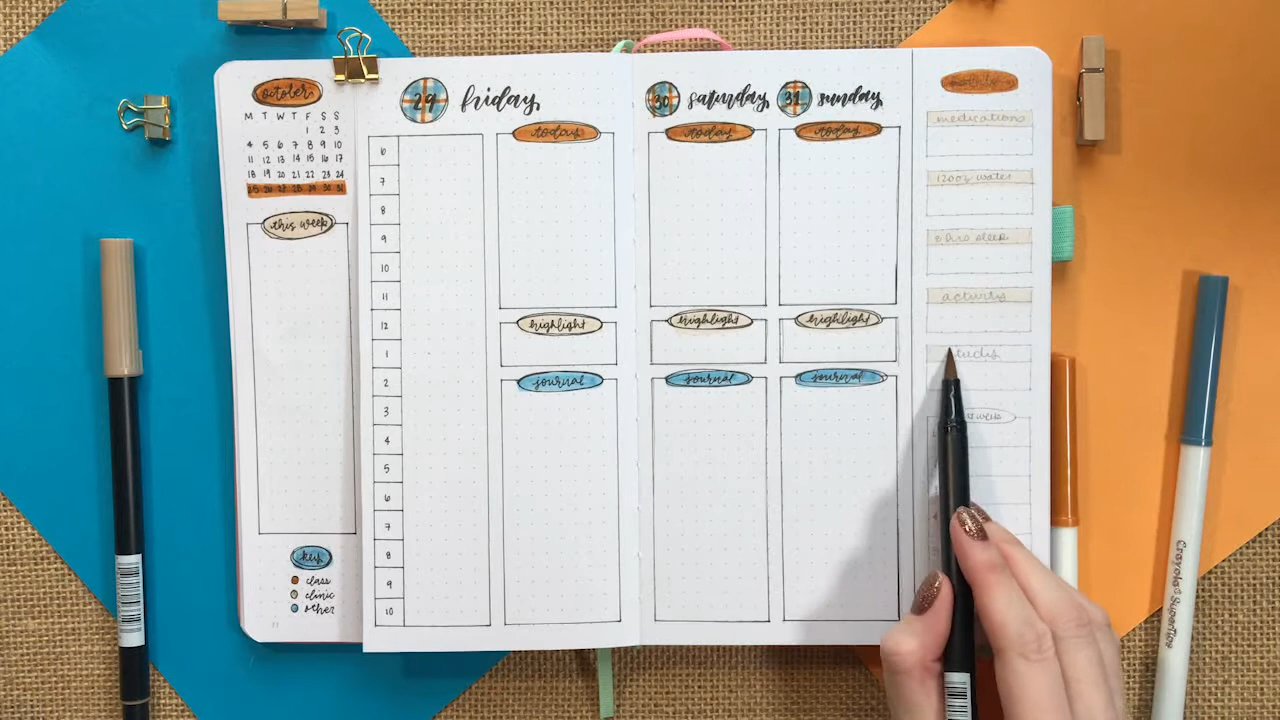 october
M T W T F S S
1 2 3
4 5 6 7 8 9 10
11 12 13 14 15 16 17
18 19 20 21 22 23 24
25 26 27 28 29 30 31
this week
key
class
clinic
other
29 friday
6
7
8
9
10
11
12
1
2
3
4
5
6
7
8
9
10
today
highlight
journal
30 saturday
today
highlight
journal
31 sunday
today
highlight
journal
medications
120oz water
8 hrs sleep
activity
week
Crayola SuperTips